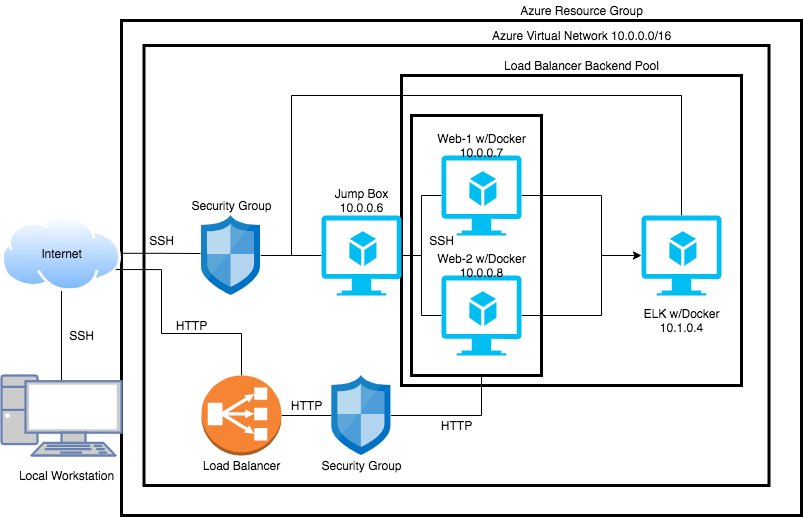 Azure Resource Group
Azure Virtual Network 10.0.0.0/16
Load Balancer Backend Pool
Web-1 w/Docker
10.0.0.7
Jump Box
10.0.0.6
Security Group
SSH
SSH
Internet
Web-2 w/Docker
10.0.0.8
ELK w/Docker
10.1.0.4
HTTP
SSH
HTTP
HTTP
Load Balancer
Security Group
Local Workstation